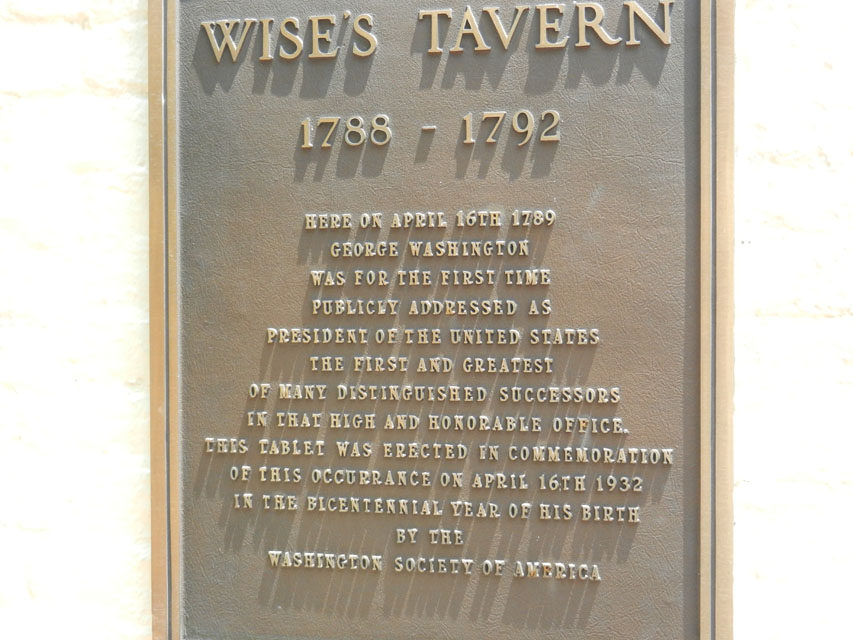 WISE'S TAVERN
1788 - 1792
HERE ON APRIL 16TH 1789
GEORGE WASHINGTON
WAS FOR THE FIRST TIME
PUBLICLY ADDRESSED AS
PRESIDENT OF THE UNITED STATES
THE FIRST AND GREATEST
OF MANY DISTINGUISHED SUCCESSORS
IN THAT HIGH AND HONORABLE OFFICE.
THIS TABLET WAS ERECTED IN COMMEMORATION
OF THIS OCCURRANCE ON APRIL 16TH 1932
IN THE BICENTENNIAL YEAR OF HIS BIRTH
BY THE
WASHINGTON SOCIETY OF AMERICA